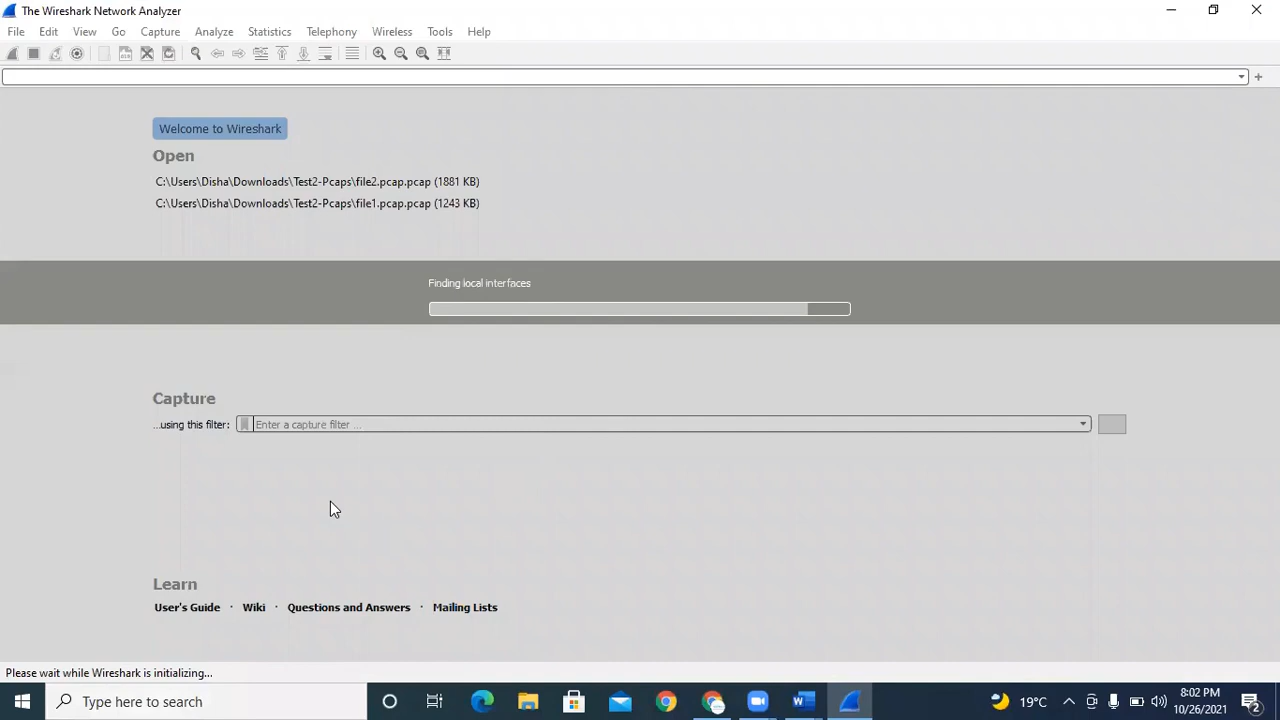 The Wireshark Network Analyzer
File Edit View Go Capture Analyze Statistics Telephony Wireless Tools Help
Welcome to Wireshark
Open
C:\Users\Disha\Downloads\Test2-Pcaps\file2.pcap.pcap (1881 KB)
C:\Users\Disha\Downloads\Test2-Pcaps\file1.pcap.pcap (1243 KB)
Finding local interfaces
Capture
...using this filter: Enter a capture filter ...
Learn
User's Guide · Wiki · Questions and Answers · Mailing Lists
Please wait while Wireshark is initializing...
Type here to search
19°C
8:02 PM
10/26/2021
2